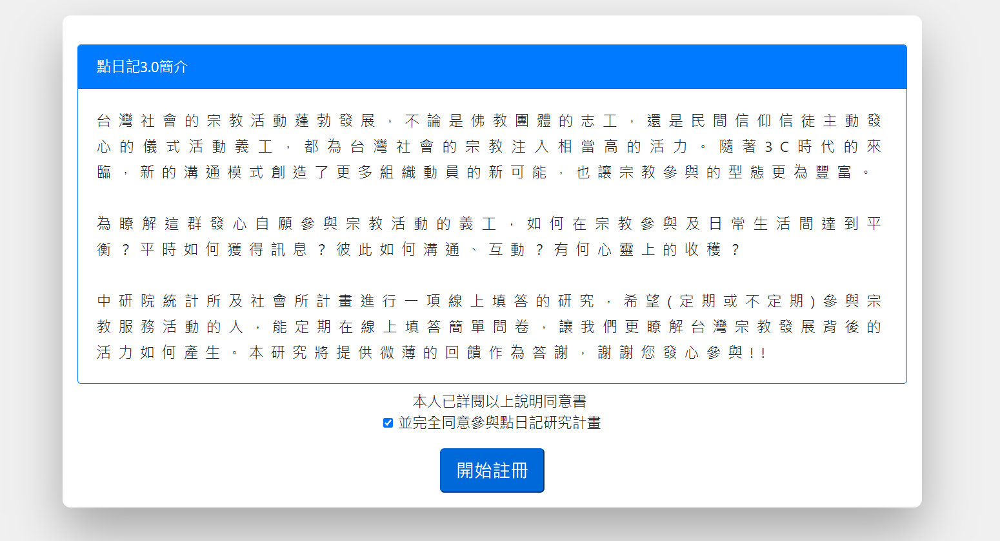 點日記3.0簡介
台灣社會的宗教活動蓬勃發展，不論是佛教團體的志工，還是民間信仰信徒主動發
心的儀式活動義工，都為台灣社會的宗教注入相當高的活力。隨著3C時代的來
臨，新的溝通模式創造了更多組織動員的新可能，也讓宗教參與的型態更為豐富。
為瞭解這群發心自願參與宗教活動的義工，如何在宗教參與及日常生活間達到平
衡？平時如何獲得訊息？彼此如何溝通、互動？有何心靈上的收穫？
中研院統計所及社會所計畫進行一項線上填答的研究，希望(定期或不定期)參與宗
教服務活動的人，能定期在線上填答簡單問卷，讓我們更瞭解台灣宗教發展背後的
活力如何產生。本研究將提供微薄的回饋作為答謝，謝謝您發心參與!!
本人已詳閱以上說明同意書
並完全同意參與點日記研究計畫
開始註冊